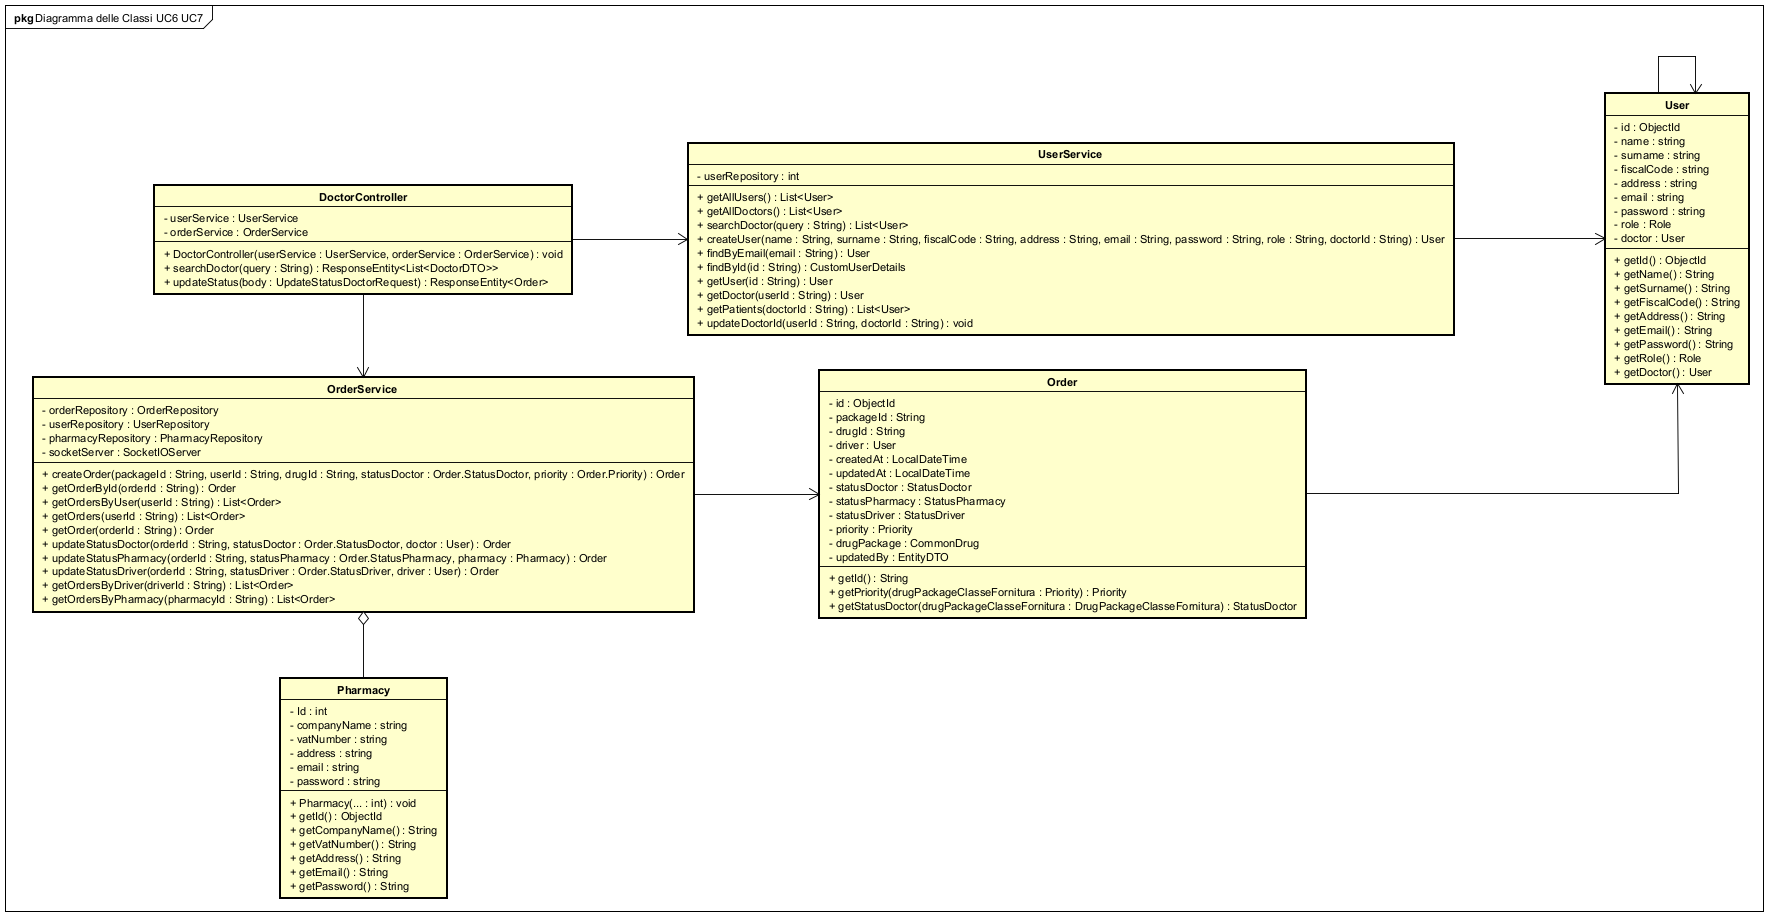 pkg Diagramma delle Classi UC6 UC7
User
- id : ObjectId
- name : string
- surname : string
- fiscalCode : string
- address : string
- email : string
- password : string
- role : Role
- doctor : User
+ getId() : ObjectId
+ getName() : String
+ getSurname() : String
+ getFiscalCode() : String
+ getAddress() : String
+ getEmail() : String
+ getPassword() : String
+ getRole() : Role
+ getDoctor() : User
UserService
- userRepository : int
+ getAllUsers() : List<User>
+ getAllDoctors() : List<User>
+ searchDoctor(query : String) : List<User>
+ createUser(name : String, surname : String, fiscalCode : String, address : String, email : String, password : String, role : String, doctorId : String) : User
+ findByEmail(email : String) : User
+ findById(id : String) : CustomUserDetails
+ getUser(id : String) : User
+ getDoctor(userId : String) : User
+ getPatients(doctorId : String) : List<User>
+ updateDoctorId(userId : String, doctorId : String) : void
DoctorController
- userService : UserService
- orderService : OrderService
+ DoctorController(userService : UserService, orderService : OrderService) : void
+ searchDoctor(query : String) : ResponseEntity<List<DoctorDTO>>
+ updateStatus(body : UpdateStatusDoctorRequest) : ResponseEntity<Order>
OrderService
- orderRepository : OrderRepository
- userRepository : UserRepository
- pharmacyRepository : PharmacyRepository
- socketServer : SocketIOServer
+ createOrder(packageId : String, userId : String, drugId : String, statusDoctor : Order.StatusDoctor, priority : Order.Priority) : Order
+ getOrderById(orderId : String) : Order
+ getOrdersByUser(userId : String) : List<Order>
+ getOrders(userId : String) : List<Order>
+ getOrder(orderId : String) : Order
+ updateStatusDoctor(orderId : String, statusDoctor : Order.StatusDoctor, doctor : User) : Order
+ updateStatusPharmacy(orderId : String, statusPharmacy : Order.StatusPharmacy, pharmacy : Pharmacy) : Order
+ updateStatusDriver(orderId : String, statusDriver : Order.StatusDriver, driver : User) : Order
+ getOrdersByDriver(driverId : String) : List<Order>
+ getOrdersByPharmacy(pharmacyId : String) : List<Order>
Order
- id : ObjectId
- packageId : String
- drugId : String
- driver : User
- createdAt : LocalDateTime
- updatedAt : LocalDateTime
- statusDoctor : StatusDoctor
- statusPharmacy : StatusPharmacy
- statusDriver : StatusDriver
- priority : Priority
- drugPackage : CommonDrug
- updatedBy : EntityDTO
+ getId() : String
+ getPriority(drugPackageClasseFornitura : Priority) : Priority
+ getStatusDoctor(drugPackageClasseFornitura : DrugPackageClasseFornitura) : StatusDoctor
Pharmacy
- Id : int
- companyName : string
- vatNumber : string
- address : string
- email : string
- password : string
+ Pharmacy(... : int) : void
+ getId() : ObjectId
+ getCompanyName() : String
+ getVatNumber() : String
+ getAddress() : String
+ getEmail() : String
+ getPassword() : String